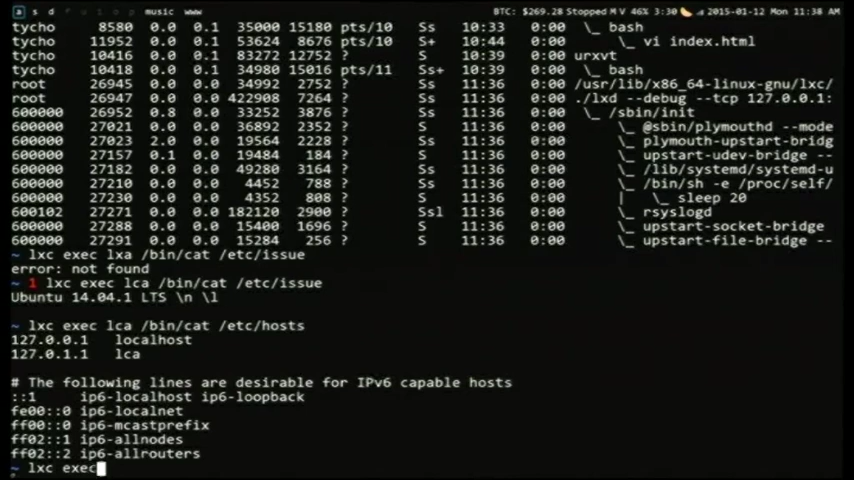 a s d f u i o p music www BTC: $269.28 Stopped M V 46% 3:30 2015-01-12 Mon 11:38 AM
tycho 8580 0.0 0.1 35000 15180 pts/10 Ss 10:33 0:00 \_ bash
tycho 11952 0.0 0.1 53624 8676 pts/10 S+ 10:44 0:00 \_ vi index.html
tycho 10416 0.0 0.1 83272 12752 ? S 10:39 0:00 urxvt
tycho 10418 0.0 0.1 34980 15016 pts/11 Ss+ 10:39 0:00 \_ bash
root 26945 0.0 0.0 34992 2752 ? S 11:36 0:00 /usr/lib/x86_64-linux-gnu/lxc/
root 26947 0.0 0.0 422908 7264 ? S 11:36 0:00 ./lxd --debug --tcp 127.0.0.1:
600000 26952 0.8 0.0 33252 3876 ? Ss 11:36 0:00 \_ /sbin/init
600000 27021 0.0 0.0 36892 2352 ? S 11:36 0:00 \_ @sbin/plymouthd --mode
600000 27023 2.0 0.0 19564 2228 ? S 11:36 0:00 \_ plymouth-upstart-bridg
600000 27157 0.1 0.0 19484 184 ? S 11:36 0:00 \_ upstart-udev-bridge --
600000 27182 0.0 0.0 49280 3164 ? Ss 11:36 0:00 \_ /lib/systemd/systemd-u
600000 27210 0.0 0.0 4452 788 ? Ss 11:36 0:00 \_ /bin/sh -e /proc/self/
600000 27230 0.0 0.0 4352 808 ? S 11:36 0:00 | \_ sleep 20
600102 27271 0.0 0.0 182120 2900 ? Ssl 11:36 0:00 \_ rsyslogd
600000 27288 0.0 0.0 15400 1696 ? S 11:36 0:00 \_ upstart-socket-bridge
600000 27291 0.0 0.0 15284 256 ? S 11:36 0:00 \_ upstart-file-bridge --
~ lxc exec lxa /bin/cat /etc/issue
error: not found
~ 1 lxc exec lca /bin/cat /etc/issue
Ubuntu 14.04.1 LTS \n \l
~ lxc exec lca /bin/cat /etc/hosts
127.0.0.1 localhost
127.0.1.1 lca
# The following lines are desirable for IPv6 capable hosts
::1 ip6-localhost ip6-loopback
fe00::0 ip6-localnet
ff00::0 ip6-mcastprefix
ff02::1 ip6-allnodes
ff02::2 ip6-allrouters
~ lxc exec